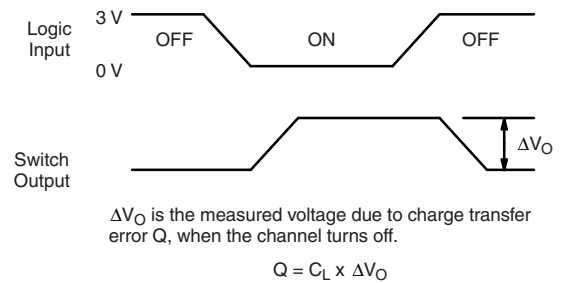 Logic
Input
3 V
0 V
OFF
ON
OFF
Switch
Output
ΔVO
ΔVO is the measured voltage due to charge transfer
error Q, when the channel turns off.
Q = CL x ΔVO